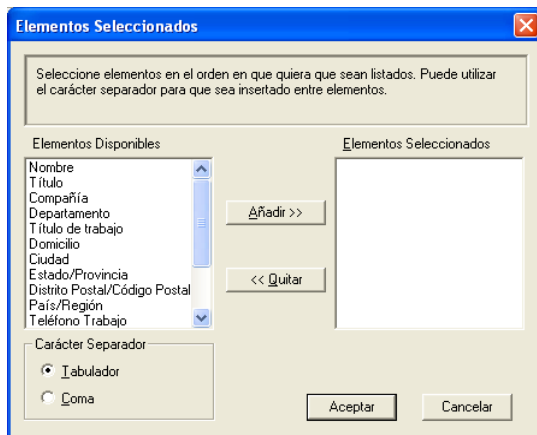 Elementos Seleccionados
Seleccione elementos en el orden en que quiera que sean listados. Puede utilizar
el carácter separador para que sea insertado entre elementos.
Elementos Disponibles
Elementos Seleccionados
Nombre
Título
Compañía
Departamento
Título de trabajo
Domicilio
Ciudad
Estado/Provincia
Distrito Postal/Código Postal
País/Región
Teléfono Trabajo
Añadir >>
<< Quitar
Carácter Separador
Tabulador
Coma
Aceptar
Cancelar